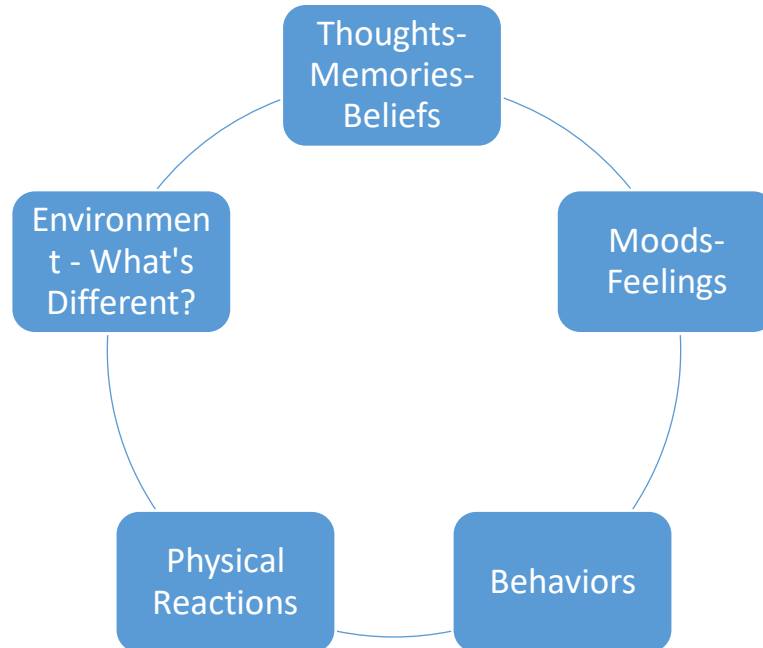 Thoughts-
Memories-
Beliefs
Moods-
Feelings
Behaviors
Physical
Reactions
Environmen
t - What's
Different?